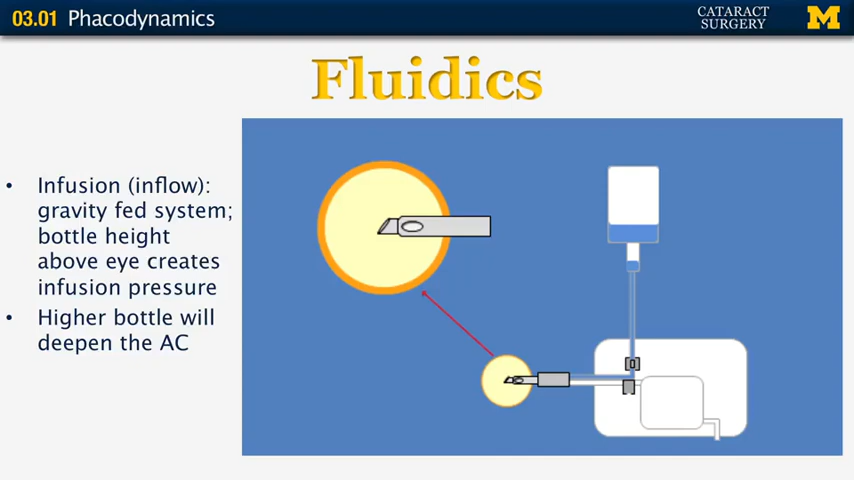 03.01 Phacodynamics
CATARACT
SURGERY
M
Fluidics
• Infusion (inflow):
gravity fed system;
bottle height
above eye creates
infusion pressure
• Higher bottle will
deepen the AC